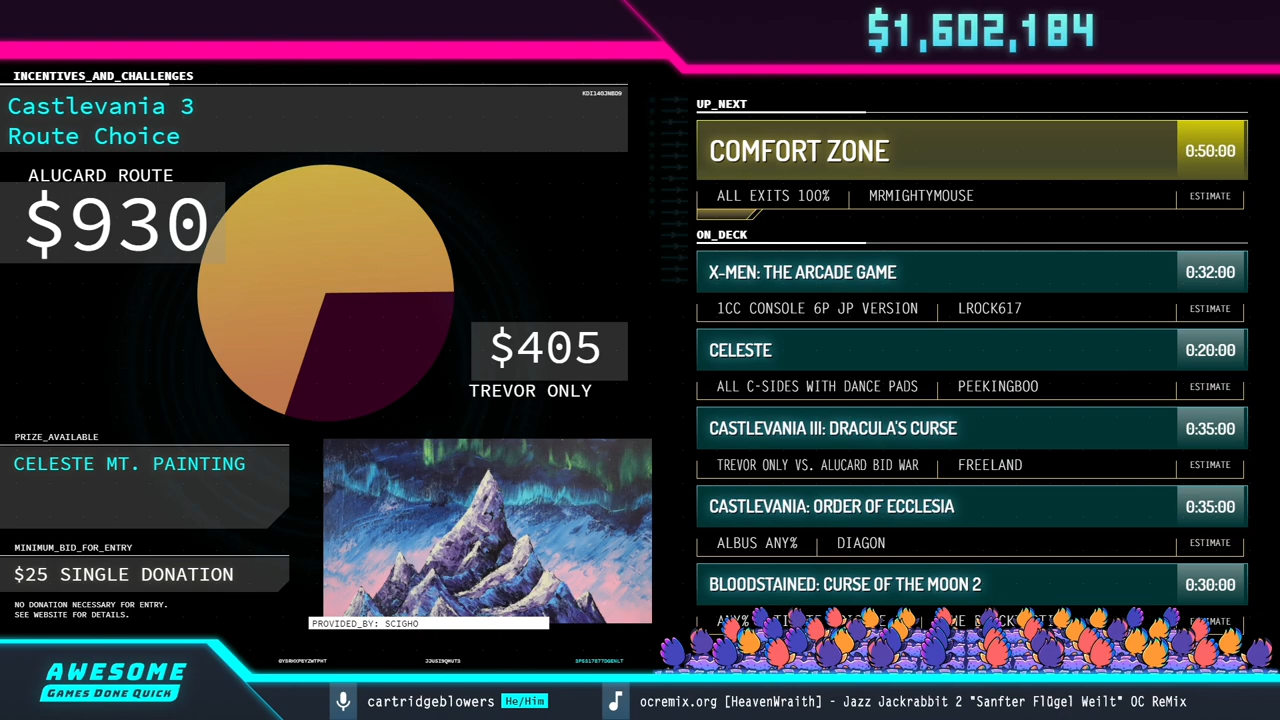 $1,602,184
INCENTIVES_AND_CHALLENGES
Castlevania 3
Route Choice
KDI140JNBD9
ALUCARD ROUTE
$930
$405
TREVOR ONLY
PRIZE_AVAILABLE
CELESTE MT. PAINTING
MINIMUM_BID_FOR_ENTRY
$25 SINGLE DONATION
NO DONATION NECESSARY FOR ENTRY.
SEE WEBSITE FOR DETAILS.
PROVIDED_BY: SCIGHO
UP_NEXT
COMFORT ZONE 0:50:00
ALL EXITS 100% MRMIGHTYMOUSE ESTIMATE
ON_DECK
X-MEN: THE ARCADE GAME 0:32:00
1CC CONSOLE 6P JP VERSION LROCK617 ESTIMATE
CELESTE 0:20:00
ALL C-SIDES WITH DANCE PADS PEEKINGBOO ESTIMATE
CASTLEVANIA III: DRACULA'S CURSE 0:35:00
TREVOR ONLY VS. ALUCARD BID WAR FREELAND ESTIMATE
CASTLEVANIA: ORDER OF ECCLESIA 0:35:00
ALBUS ANY% DIAGON ESTIMATE
BLOODSTAINED: CURSE OF THE MOON 2 0:30:00
AWESOME
GAMES DONE QUICK
cartridgeblowers He/Him
ocremix.org [HeavenWraith] - Jazz Jackrabbit 2 "Sanfter Flügel Weilt" OC ReMix